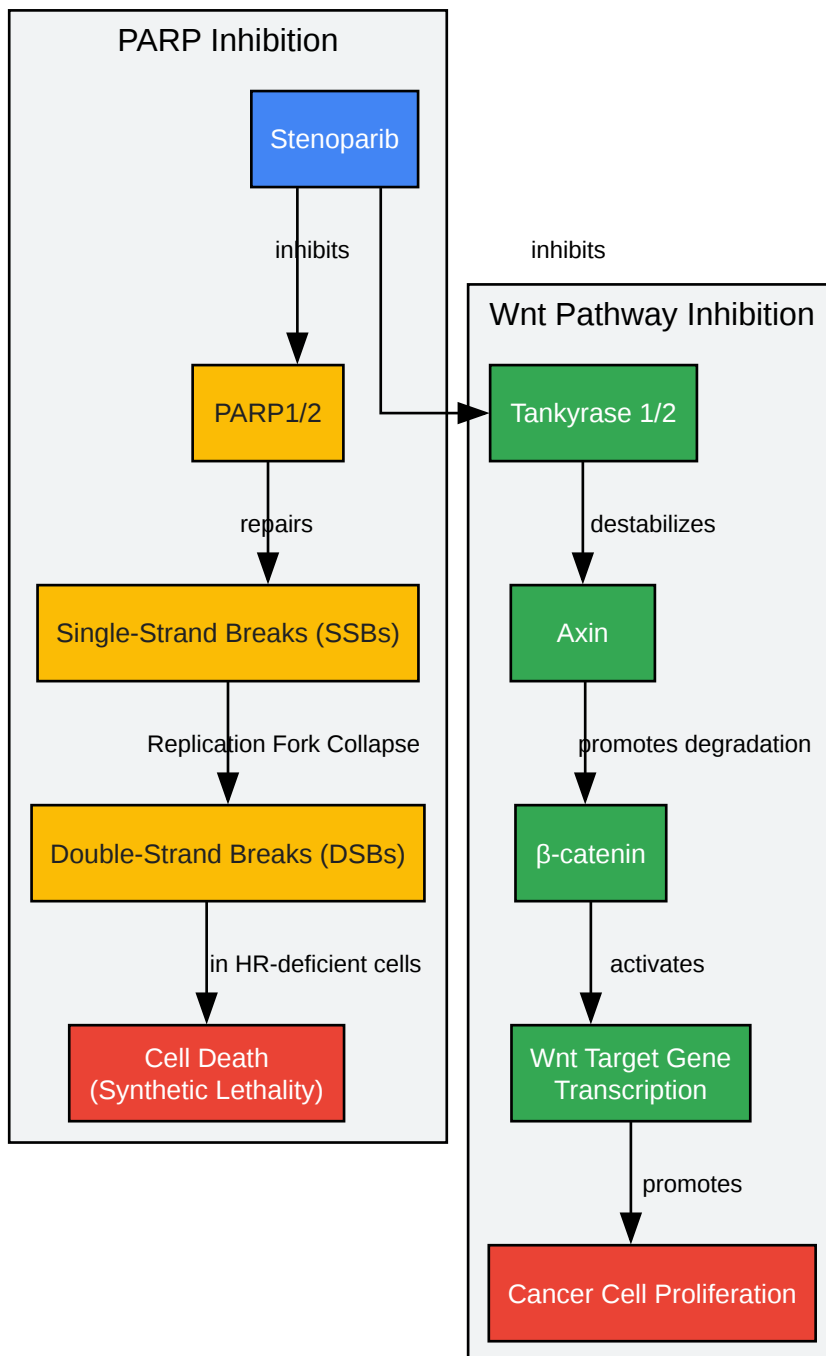 PARP Inhibition
Stenoparib
inhibits
inhibits
Wnt Pathway Inhibition
PARP1/2
Tankyrase 1/2
repairs
destabilizes
Single-Strand Breaks (SSBs)
Axin
Replication Fork Collapse
promotes degradation
Double-Strand Breaks (DSBs)
β-catenin
in HR-deficient cells
activates
Cell Death
(Synthetic Lethality)
Wnt Target Gene
Transcription
promotes
Cancer Cell Proliferation